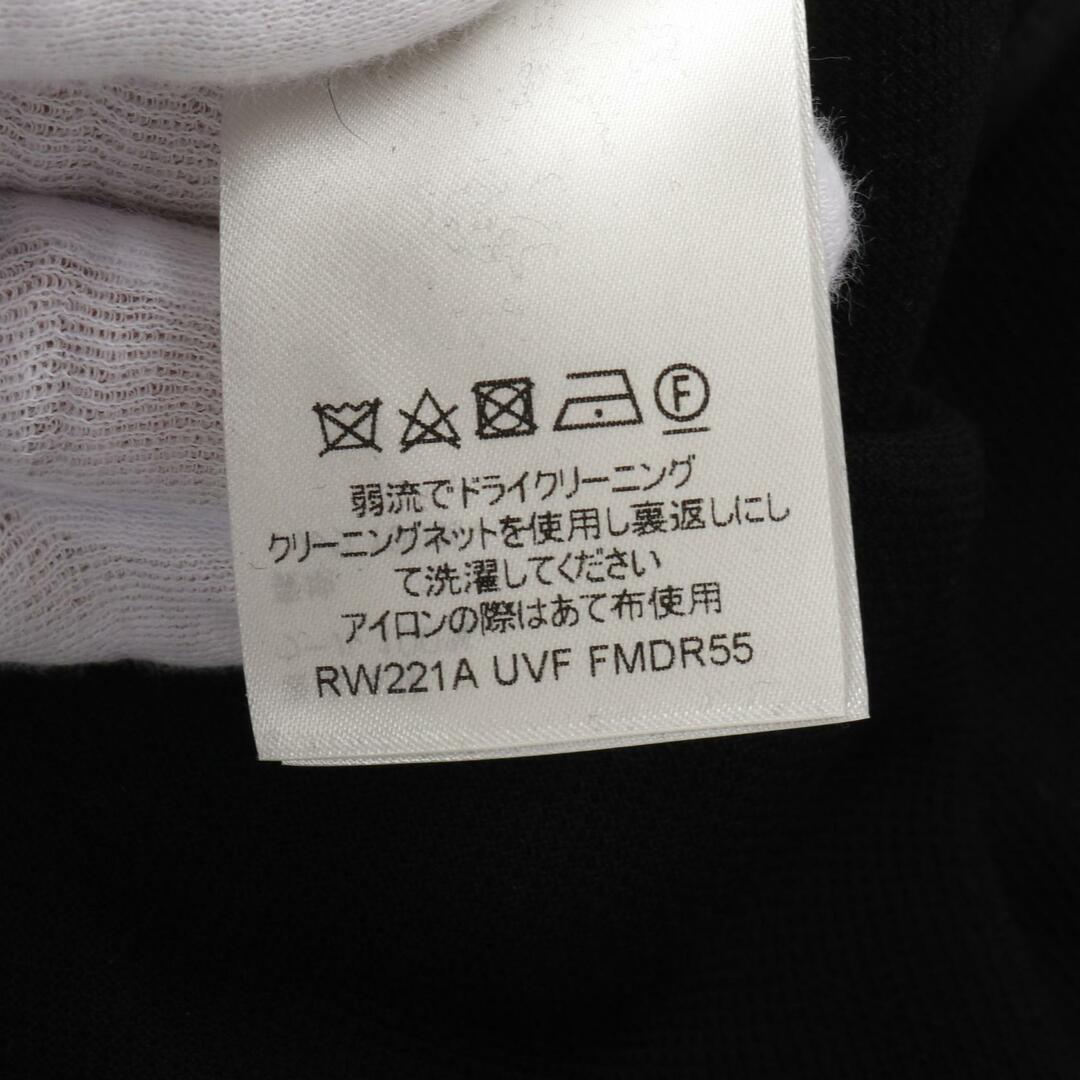 F
弱流でドライクリーニング
クリーニングネットを使用し裏返しにし
て洗濯してください
アイロンの際はあて布使用
RW221A UVF FMDR55